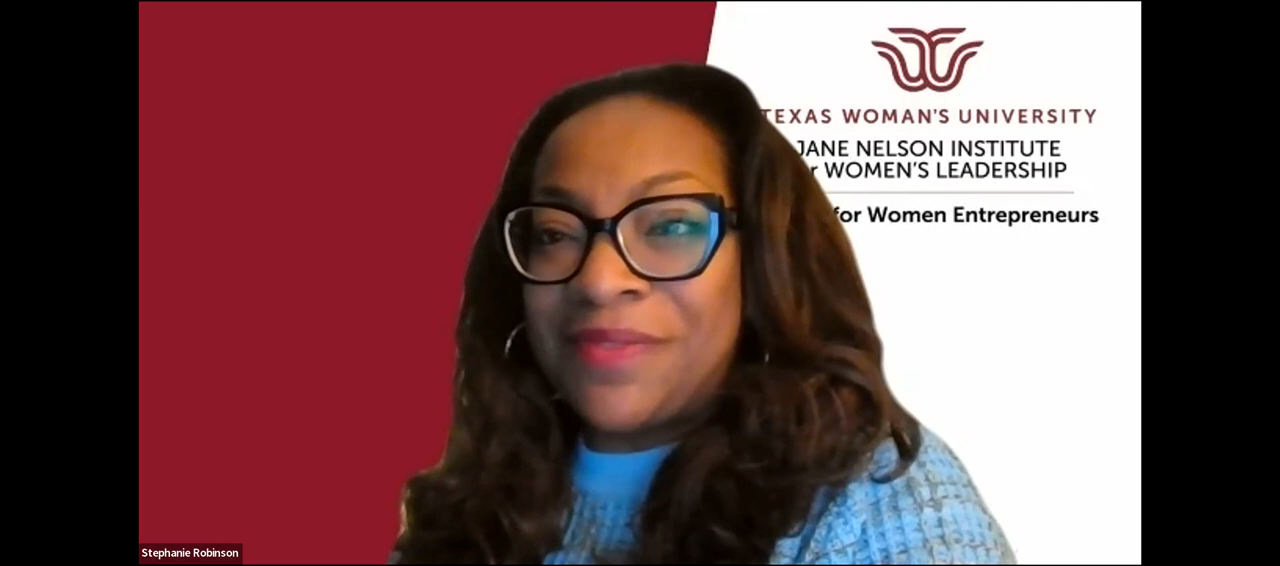 TEXAS WOMAN'S UNIVERSITY
JANE NELSON INSTITUTE
WOMEN'S LEADERSHIP
for Women Entrepreneurs
Stephanie Robinson